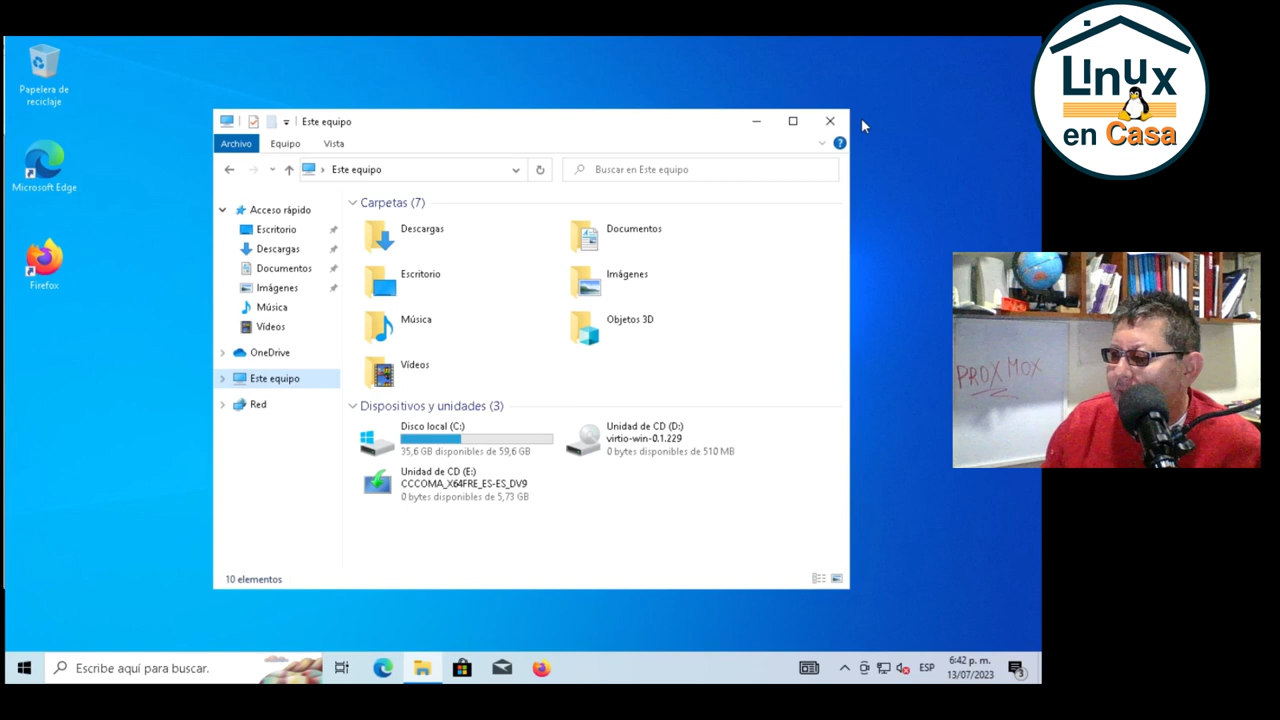 Linux
en Casa
Papelera de
reciclaje
Microsoft Edge
Firefox
Este equipo
Archivo
Equipo
Vista
Este equipo
Buscar en Este equipo
Acceso rápido
Escritorio
Descargas
Documentos
Imágenes
Música
Vídeos
OneDrive
Este equipo
Red
Carpetas (7)
Descargas
Documentos
Escritorio
Imágenes
Música
Objetos 3D
Vídeos
Dispositivos y unidades (3)
Disco local (C:)
35,6 GB disponibles de 59,6 GB
Unidad de CD (D:)
virtio-win-0.1.229
0 bytes disponibles de 510 MB
Unidad de CD (E:)
CCCOMA_X64FRE_ES-ES_DV9
0 bytes disponibles de 5,73 GB
10 elementos
PROXMOX
Escribe aquí para buscar.
ESP
6:42 p. m.
13/07/2023
3